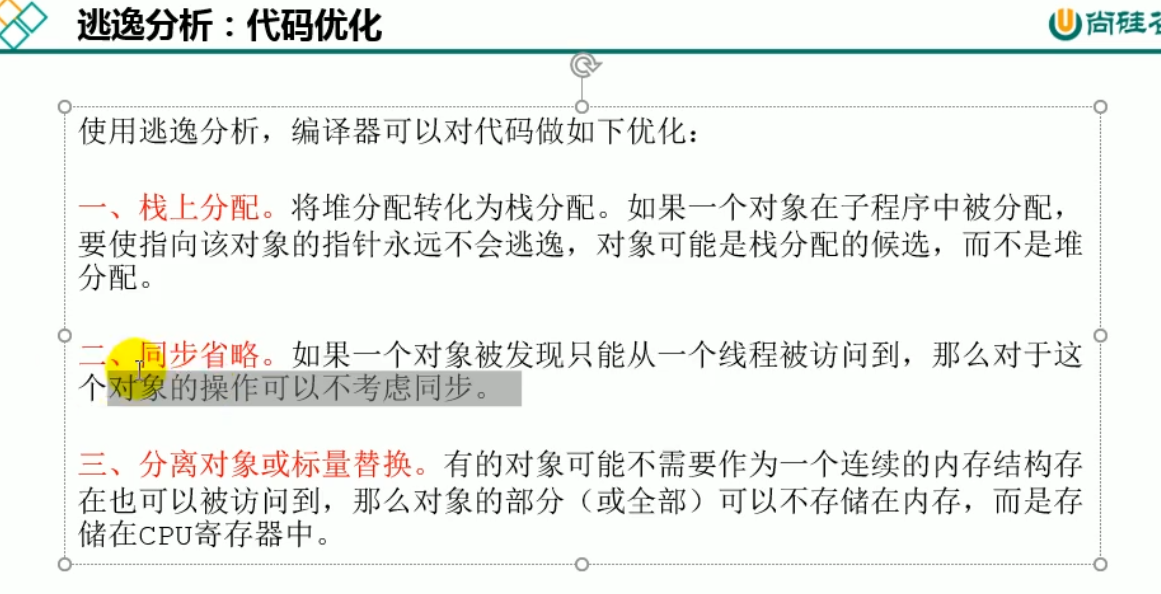 逃逸分析：代码优化
尚硅
使用逃逸分析，编译器可以对代码做如下优化：
一、栈上分配。将堆分配转化为栈分配。如果一个对象在子程序中被分配，
要使指向该对象的指针永远不会逃逸，对象可能是栈分配的候选，而不是堆
分配。
二、同步省略。如果一个对象被发现只能从一个线程被访问到，那么对于这
个对象的操作可以不考虑同步。
三、分离对象或标量替换。有的对象可能不需要作为一个连续的内存结构存
在也可以被访问到，那么对象的部分（或全部）可以不存储在内存，而是存
储在CPU寄存器中。